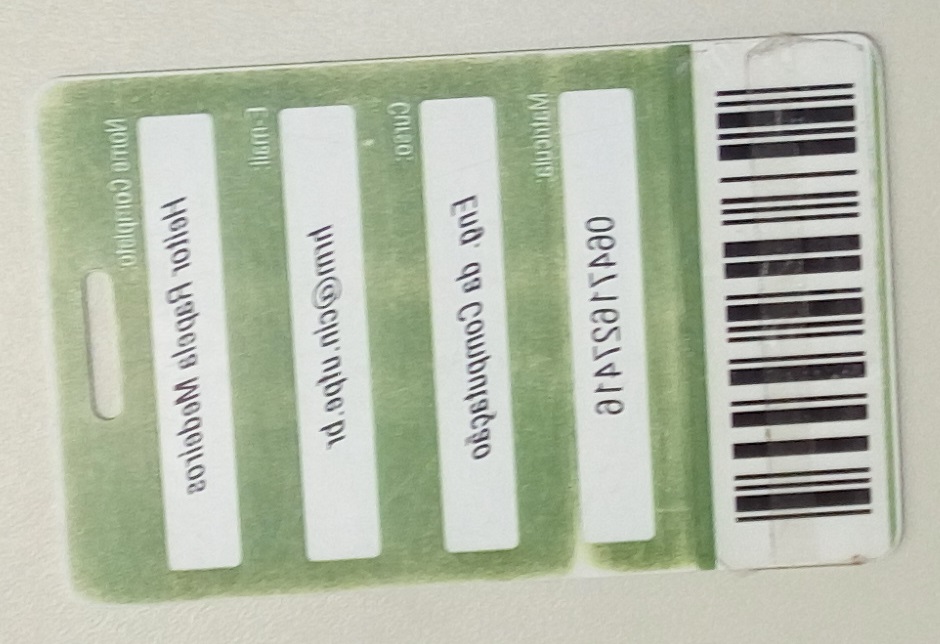 Nome Completo:
Heitor Rapela Medeiros
E-mail:
hrm@cin.ufpe.br
Curso:
Eng. da Computação
Matrícula:
06471627416